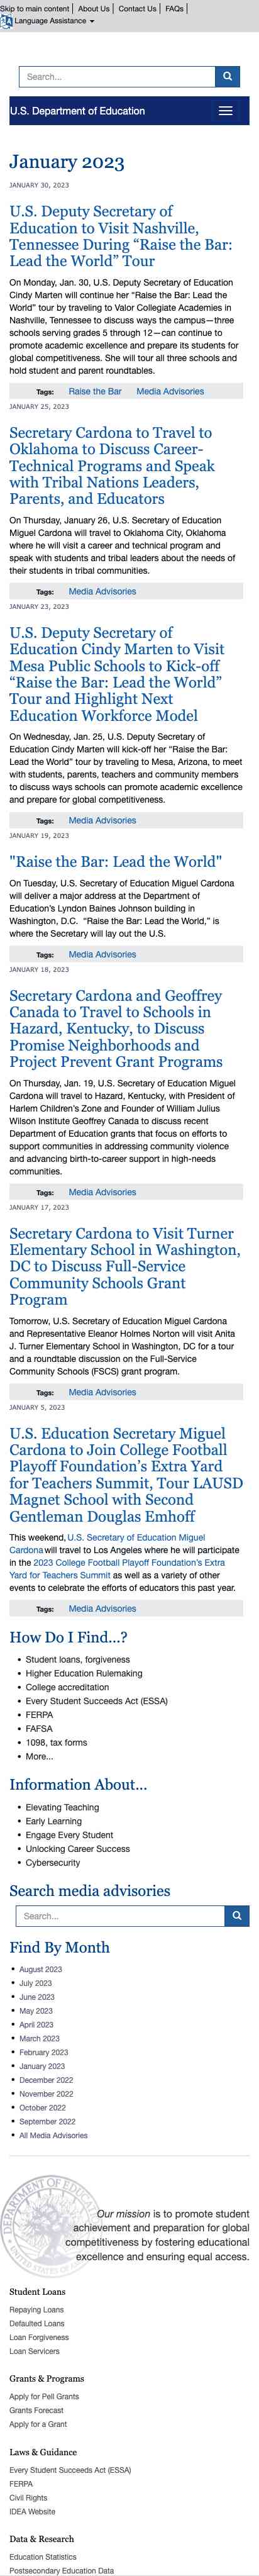 Skip to main content | About Us | Contact Us | FAQs |
Language Assistance
Search...
U.S. Department of Education
January 2023
JANUARY 30, 2023
U.S. Deputy Secretary of
Education to Visit Nashville,
Tennessee During “Raise the Bar:
Lead the World” Tour
On Monday, Jan. 30, U.S. Deputy Secretary of Education
Cindy Marten will continue her “Raise the Bar: Lead the
World” tour by traveling to Valor Collegiate Academies in
Nashville, Tennessee to discuss ways the campus—three
schools serving grades 5 through 12—can continue to
promote academic excellence and prepare its students for
global competitiveness. She will tour all three schools and
hold student and parent roundtables.
Tags: Raise the Bar Media Advisories
JANUARY 25, 2023
Secretary Cardona to Travel to
Oklahoma to Discuss Career-
Technical Programs and Speak
with Tribal Nations Leaders,
Parents, and Educators
On Thursday, January 26, U.S. Secretary of Education
Miguel Cardona will travel to Oklahoma City, Oklahoma
where he will visit a career and technical program and
speak with students and tribal leaders about the needs of
their students in tribal communities.
Tags: Media Advisories
JANUARY 23, 2023
U.S. Deputy Secretary of
Education Cindy Marten to Visit
Mesa Public Schools to Kick-off
“Raise the Bar: Lead the World”
Tour and Highlight Next
Education Workforce Model
On Wednesday, Jan. 25, U.S. Deputy Secretary of
Education Cindy Marten will kick-off her “Raise the Bar:
Lead the World” tour by traveling to Mesa, Arizona, to meet
with students, parents, teachers and community members
to discuss ways schools can promote academic excellence
and prepare for global competitiveness.
Tags: Media Advisories
JANUARY 19, 2023
"Raise the Bar: Lead the World"
On Tuesday, U.S. Secretary of Education Miguel Cardona
will deliver a major address at the Department of
Education’s Lyndon Baines Johnson building in
Washington, D.C. “Raise the Bar: Lead the World,” is
where the Secretary will lay out the U.S.
Tags: Media Advisories
JANUARY 18, 2023
Secretary Cardona and Geoffrey
Canada to Travel to Schools in
Hazard, Kentucky, to Discuss
Promise Neighborhoods and
Project Prevent Grant Programs
On Thursday, Jan. 19, U.S. Secretary of Education Miguel
Cardona will travel to Hazard, Kentucky, with President of
Harlem Children’s Zone and Founder of William Julius
Wilson Institute Geoffrey Canada to discuss recent
Department of Education grants that focus on efforts to
support communities in addressing community violence
and advancing birth-to-career support in high-needs
communities.
Tags: Media Advisories
JANUARY 17, 2023
Secretary Cardona to Visit Turner
Elementary School in Washington,
DC to Discuss Full-Service
Community Schools Grant
Program
Tomorrow, U.S. Secretary of Education Miguel Cardona
and Representative Eleanor Holmes Norton will visit Anita
J. Turner Elementary School in Washington, DC for a tour
and a roundtable discussion on the Full-Service
Community Schools (FSCS) grant program.
Tags: Media Advisories
JANUARY 5, 2023
U.S. Education Secretary Miguel
Cardona to Join College Football
Playoff Foundation’s Extra Yard
for Teachers Summit, Tour LAUSD
Magnet School with Second
Gentleman Douglas Emhoff
This weekend, U.S. Secretary of Education Miguel
Cardona will travel to Los Angeles where he will participate
in the 2023 College Football Playoff Foundation’s Extra
Yard for Teachers Summit as well as a variety of other
events to celebrate the efforts of educators this past year.
Tags: Media Advisories
How Do I Find...?
• Student loans, forgiveness
• Higher Education Rulemaking
• College accreditation
• Every Student Succeeds Act (ESSA)
• FERPA
• FAFSA
• 1098, tax forms
• More...
Information About...
• Elevating Teaching
• Early Learning
• Engage Every Student
• Unlocking Career Success
• Cybersecurity
Search media advisories
Search...
Find By Month
• August 2023
• July 2023
• June 2023
• May 2023
• April 2023
• March 2023
• February 2023
• January 2023
• December 2022
• November 2022
• October 2022
• September 2022
• All Media Advisories
Our mission is to promote student
achievement and preparation for global
competitiveness by fostering educational
excellence and ensuring equal access.
Student Loans
Repaying Loans
Defaulted Loans
Loan Forgiveness
Loan Servicers
Grants & Programs
Apply for Pell Grants
Grants Forecast
Apply for a Grant
Laws & Guidance
Every Student Succeeds Act (ESSA)
FERPA
Civil Rights
IDEA Website
Data & Research
Education Statistics
Postsecondary Education Data